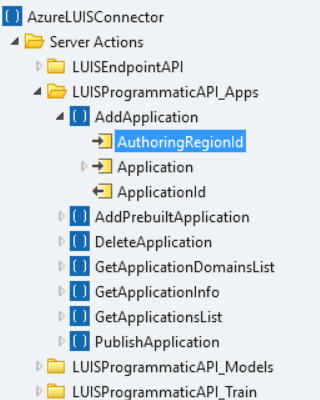 AzureLUISConnector
Server Actions
LUISEndpointAPI
LUISProgrammaticAPI_Apps
AddApplication
AuthoringRegionId
Application
ApplicationId
AddPrebuiltApplication
DeleteApplication
GetApplicationDomainsList
GetApplicationInfo
GetApplicationsList
PublishApplication
LUISProgrammaticAPI_Models
LUISProgrammaticAPI_Train